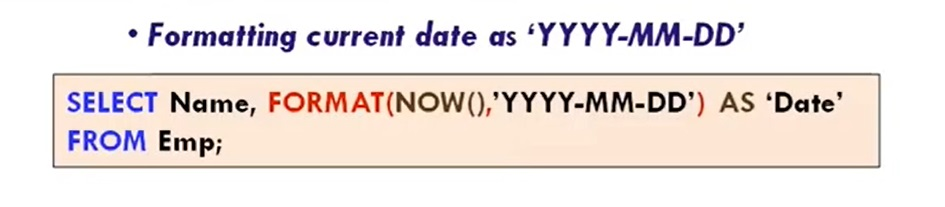 • Formatting current date as ‘YYYY-MM-DD’
SELECT Name, FORMAT(NOW(),’YYYY-MM-DD’) AS ‘Date’
FROM Emp;